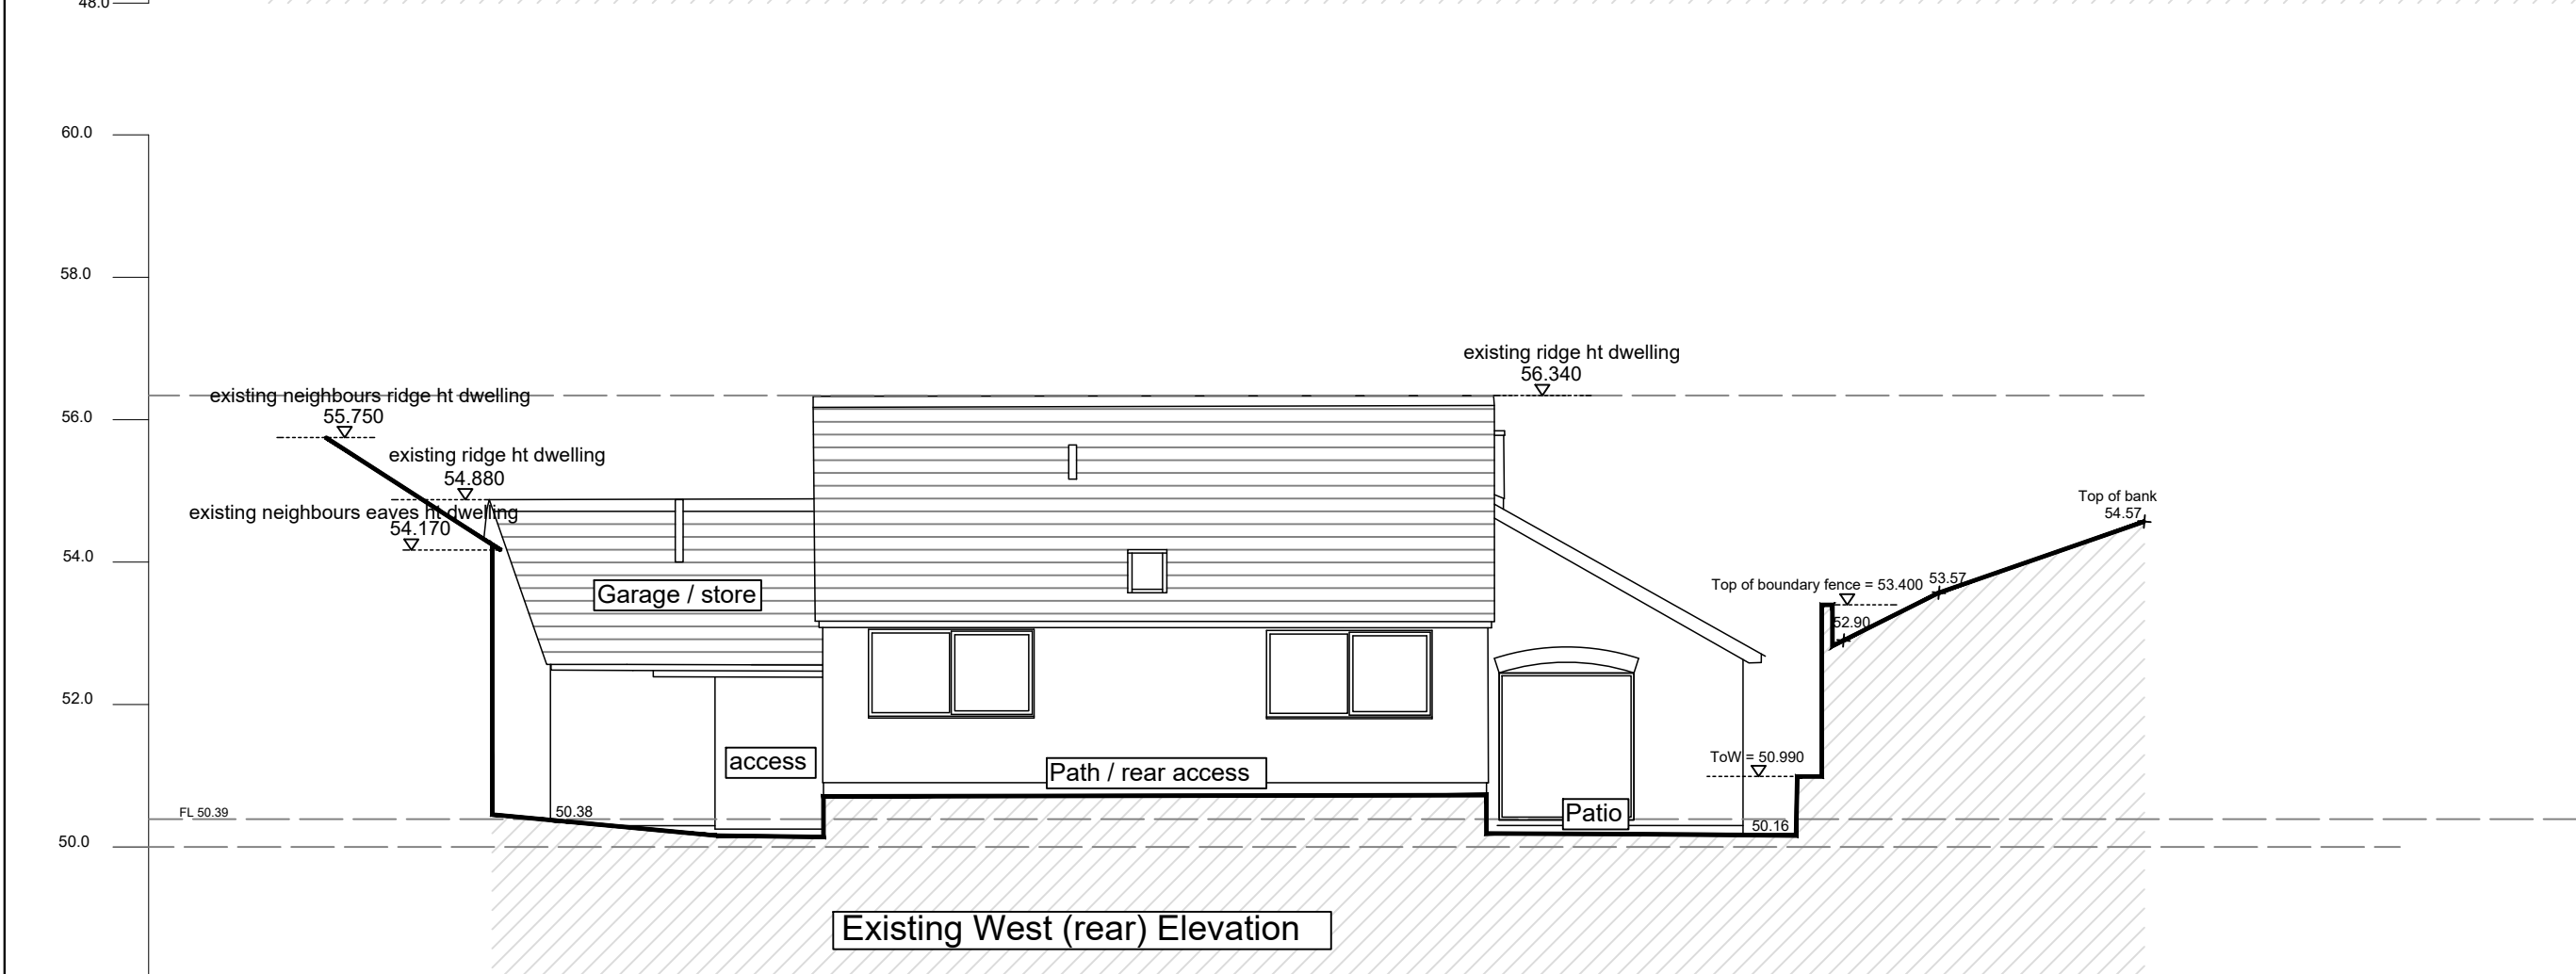 48.0
60.0
58.0
existing ridge ht dwelling
56.340
existing neighbours ridge ht dwelling
55.750
56.0
existing ridge ht dwelling
54.880
existing neighbours eaves ht dwelling
54.170
Top of bank
54.57
54.0
Top of boundary fence = 53.400
53.57
Garage / store
52.90
52.0
access
Path / rear access
ToW = 50.990
FL 50.39
50.38
Patio
50.16
50.0
Existing West (rear) Elevation